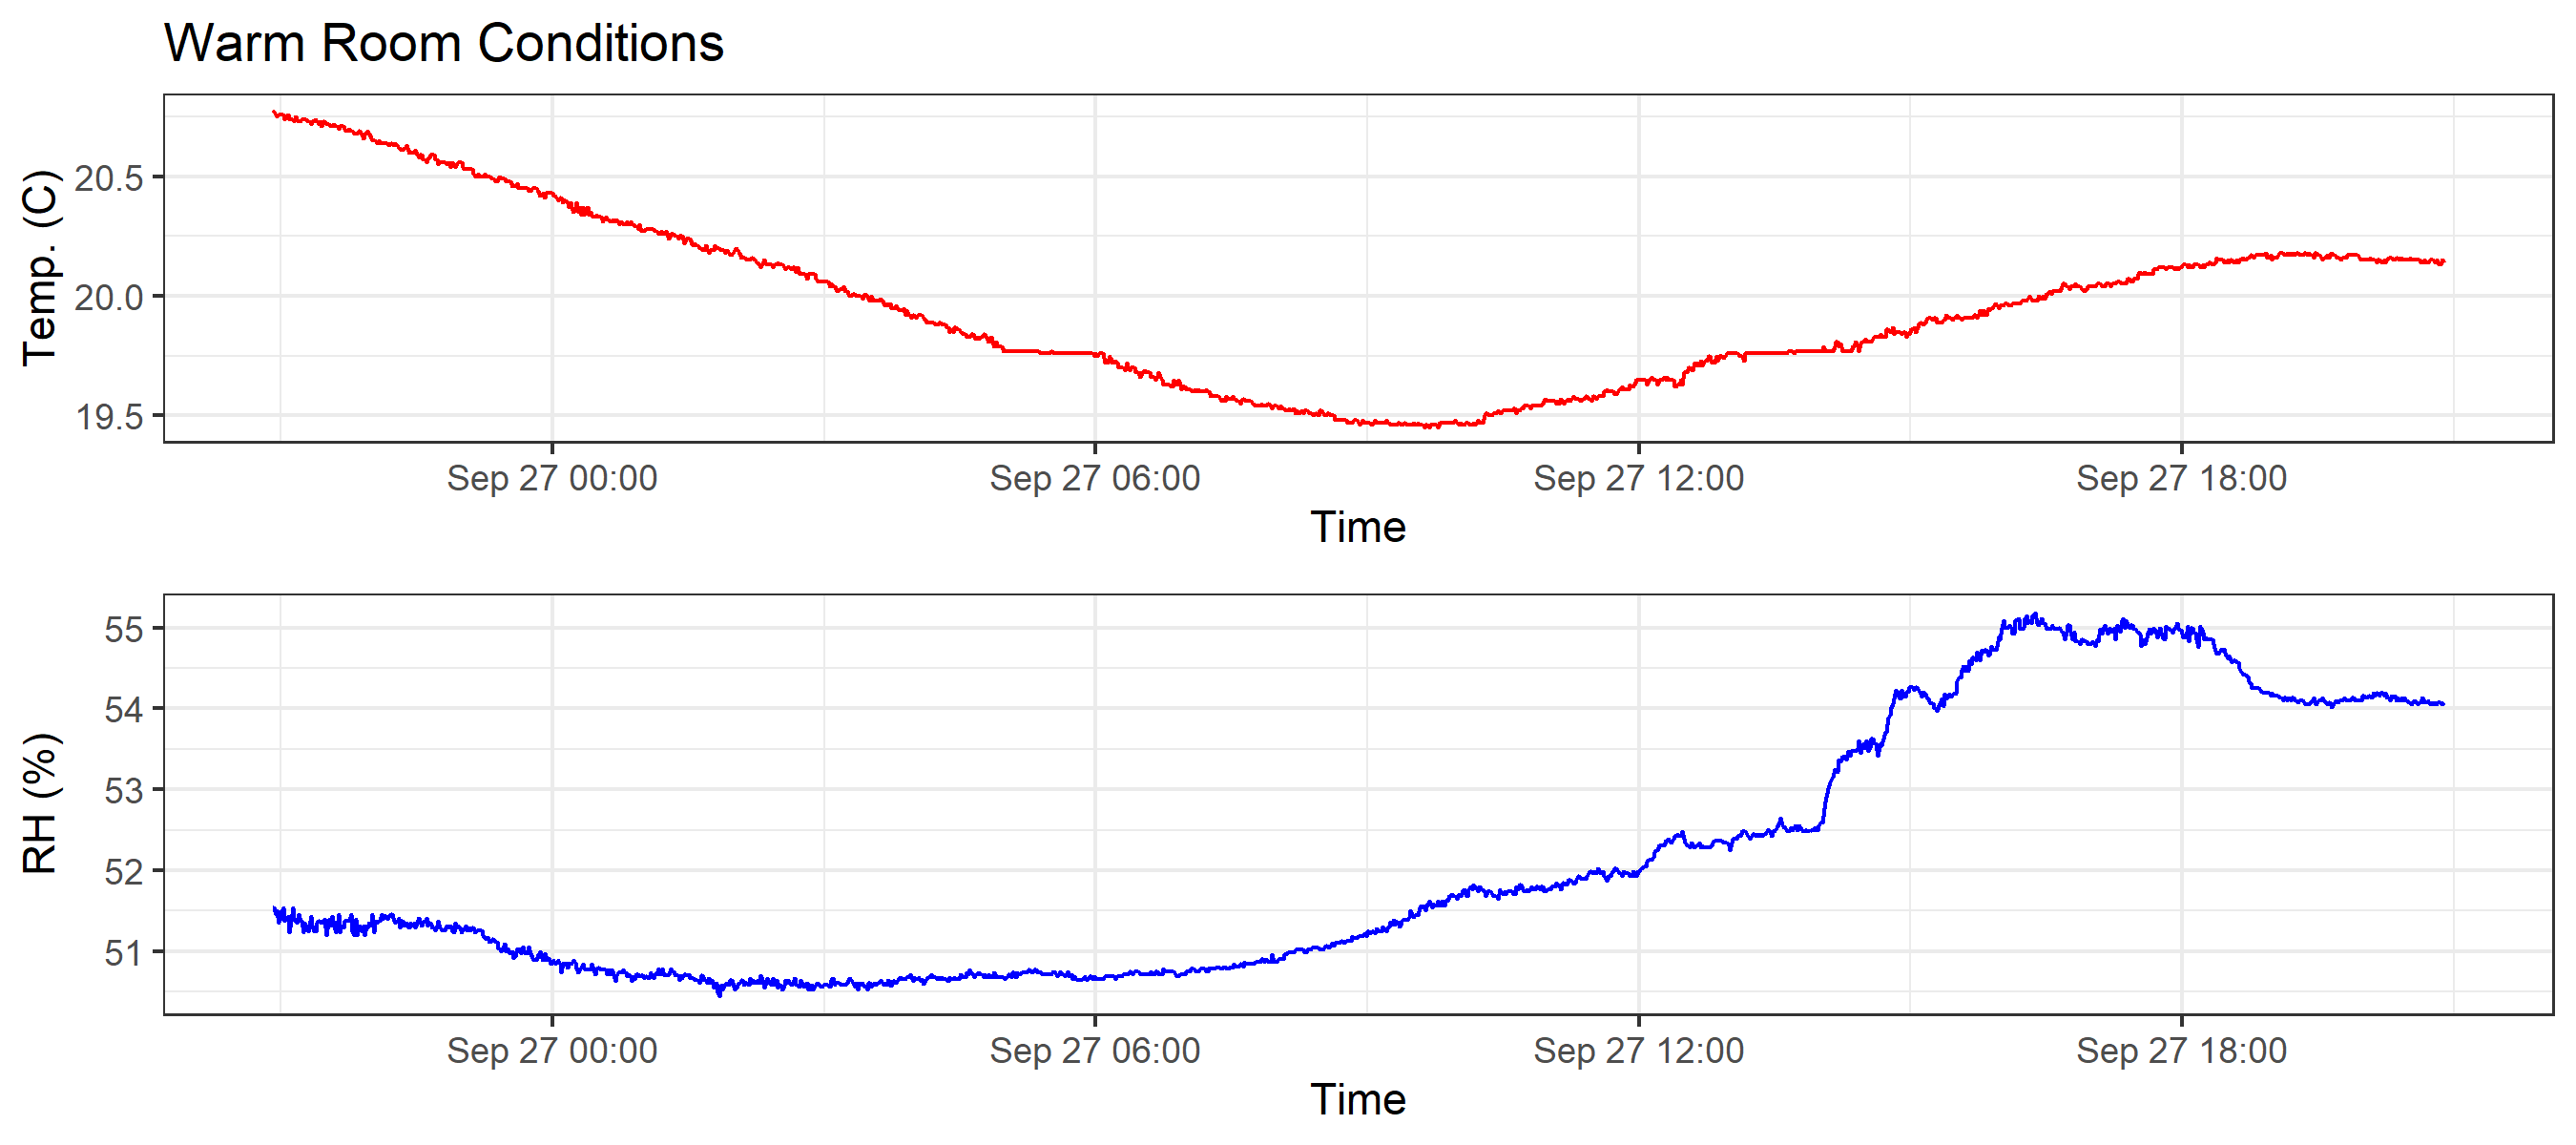 Warm Room Conditions
Temp. (C)
20.5
20.0
19.5
Sep 27 00:00 Sep 27 06:00 Sep 27 12:00 Sep 27 18:00
Time
RH (%)
55
54
53
52
51
Sep 27 00:00 Sep 27 06:00 Sep 27 12:00 Sep 27 18:00
Time